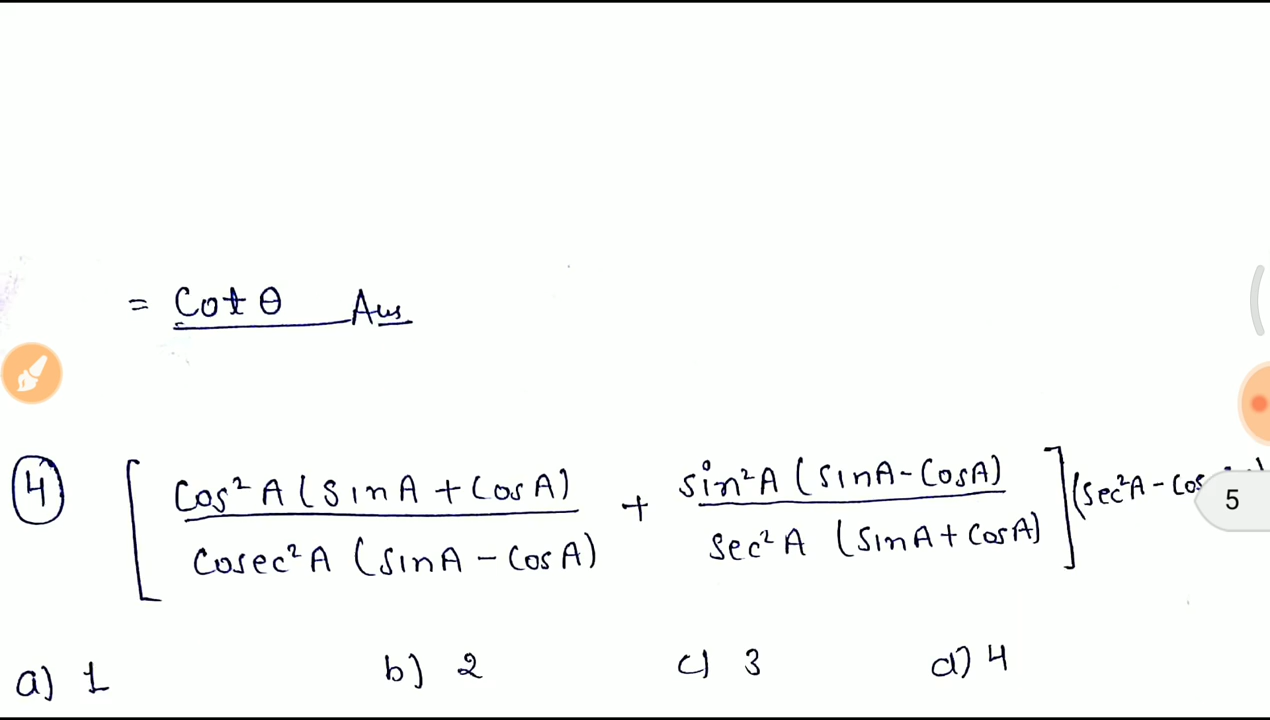 = Cot θ Ans
4 [ Cos²A (sinA + CosA) / Cosec²A (sinA - CosA) + sin²A (sinA - CosA) / sec²A (sinA + CosA) ] (sec²A - Cos
5
a) 1 b) 2 c) 3 d) 4